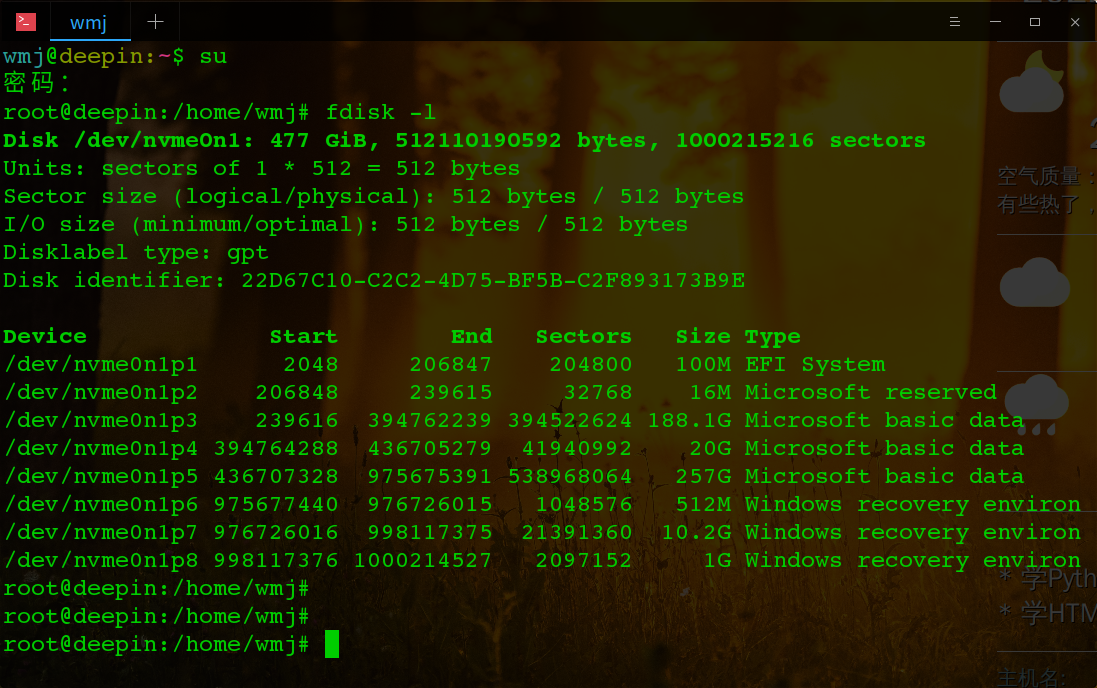 wmj
wmj@deepin:~$ su
密码：
root@deepin:/home/wmj# fdisk -l
Disk /dev/nvme0n1: 477 GiB, 512110190592 bytes, 1000215216 sectors
Units: sectors of 1 * 512 = 512 bytes
Sector size (logical/physical): 512 bytes / 512 bytes
I/O size (minimum/optimal): 512 bytes / 512 bytes
Disklabel type: gpt
Disk identifier: 22D67C10-C2C2-4D75-BF5B-C2F893173B9E
Device Start End Sectors Size Type
/dev/nvme0n1p1 2048 206847 204800 100M EFI System
/dev/nvme0n1p2 206848 239615 32768 16M Microsoft reserved
/dev/nvme0n1p3 239616 394762239 394522624 188.1G Microsoft basic data
/dev/nvme0n1p4 394764288 436705279 41940992 20G Microsoft basic data
/dev/nvme0n1p5 436707328 975675391 538968064 257G Microsoft basic data
/dev/nvme0n1p6 975677440 976726015 1048576 512M Windows recovery environ
/dev/nvme0n1p7 976726016 998117375 21391360 10.2G Windows recovery environ
/dev/nvme0n1p8 998117376 1000214527 2097152 1G Windows recovery environ
root@deepin:/home/wmj#
root@deepin:/home/wmj#
root@deepin:/home/wmj#
空气质量：
有些热了，
* 学Pyth
* 学HTM
主机名: